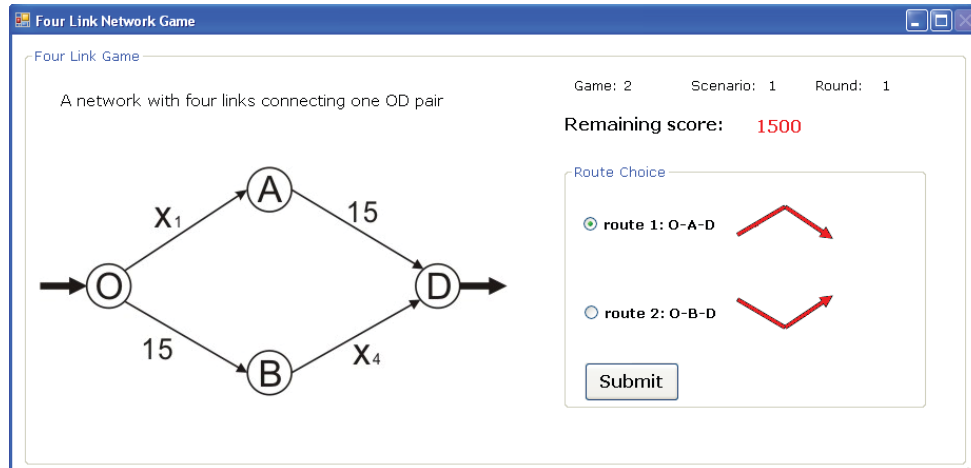 Four Link Network Game
Four Link Game
A network with four links connecting one OD pair
Game: 2 Scenario: 1 Round: 1
Remaining score: 1500
Route Choice
route 1: O-A-D
route 2: O-B-D
Submit
A
X1
15
O
D
15
X4
B